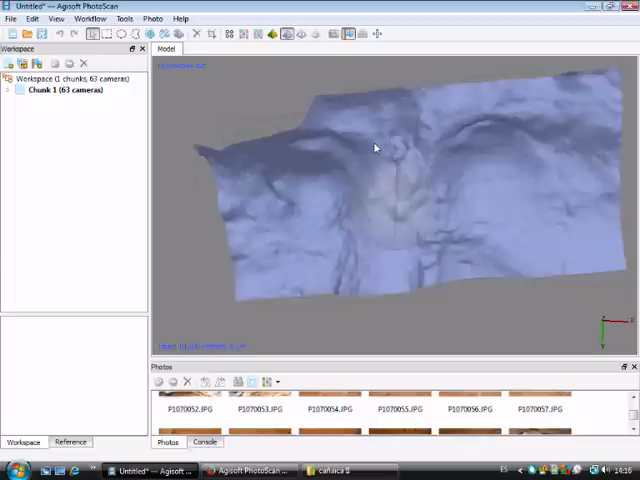 Untitled* — Agisoft PhotoScan
File Edit View Workflow Tools Photo Help
Workspace
Model
Workspace (1 chunks, 63 cameras)
Chunk 1 (63 cameras)
X
Z
Y
Photos
P1070052.JPG P1070053.JPG P1070054.JPG P1070055.JPG P1070056.JPG P1070057.JPG
Workspace Reference
Photos Console
Untitled* — Agisoft ... Agisoft PhotoScan ... ES 14:16